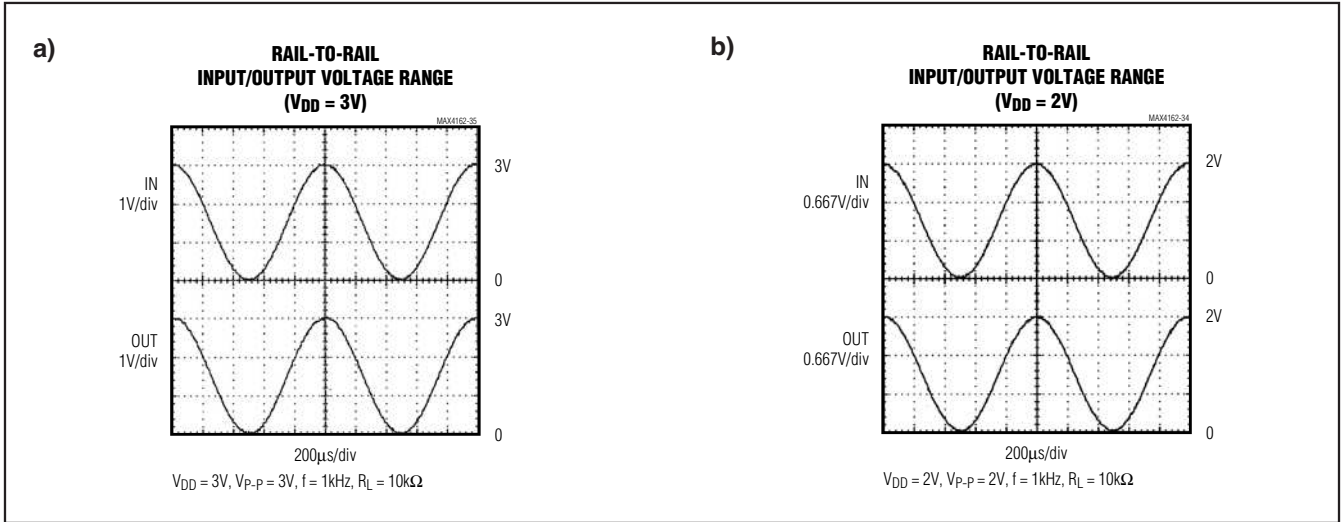 a)
RAIL-TO-RAIL
INPUT/OUTPUT VOLTAGE RANGE
(VDD = 3V)
MAX4162-35
3V
IN
1V/div
0
3V
OUT
1V/div
0
200µs/div
VDD = 3V, VP-P = 3V, f = 1kHz, RL = 10kΩ
b)
RAIL-TO-RAIL
INPUT/OUTPUT VOLTAGE RANGE
(VDD = 2V)
MAX4162-34
2V
IN
0.667V/div
0
2V
OUT
0.667V/div
0
200µs/div
VDD = 2V, VP-P = 2V, f = 1kHz, RL = 10kΩ